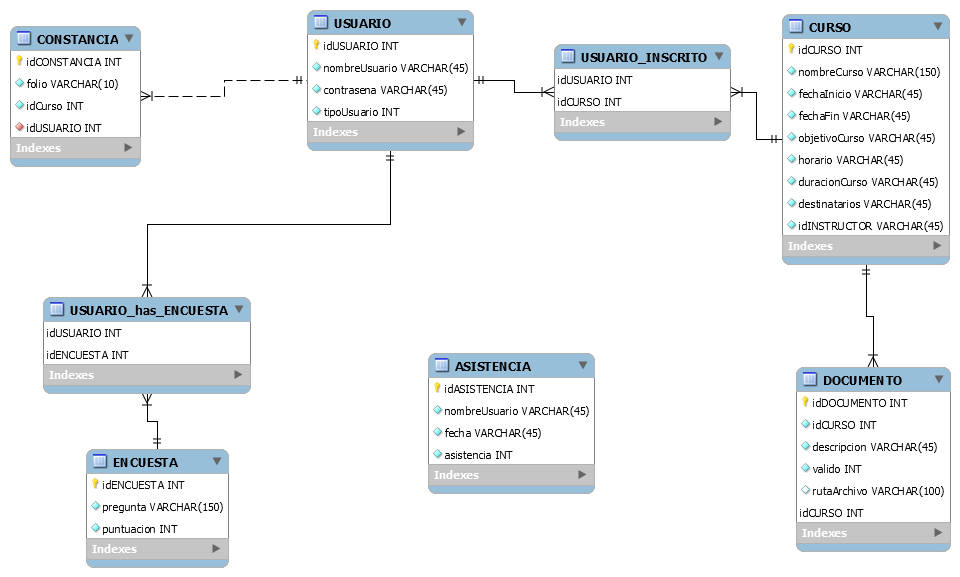 CONSTANCIA
idCONSTANCIA INT
folio VARCHAR(10)
idCurso INT
idUSUARIO INT
Indexes
USUARIO
idUSUARIO INT
nombreUsuario VARCHAR(45)
contrasena VARCHAR(45)
tipoUsuario INT
Indexes
USUARIO_INSCRITO
idUSUARIO INT
idCURSO INT
Indexes
CURSO
idCURSO INT
nombreCurso VARCHAR(150)
fechaInicio VARCHAR(45)
fechaFin VARCHAR(45)
objetivoCurso VARCHAR(45)
horario VARCHAR(45)
duracionCurso VARCHAR(45)
destinatarios VARCHAR(45)
idINSTRUCTOR VARCHAR(45)
Indexes
USUARIO_has_ENCUESTA
idUSUARIO INT
idENCUESTA INT
Indexes
ASISTENCIA
idASISTENCIA INT
nombreUsuario VARCHAR(45)
fecha VARCHAR(45)
asistencia INT
Indexes
DOCUMENTO
idDOCUMENTO INT
idCURSO INT
descripcion VARCHAR(45)
valido INT
rutaArchivo VARCHAR(100)
idCURSO INT
Indexes
ENCUESTA
idENCUESTA INT
pregunta VARCHAR(150)
puntuacion INT
Indexes